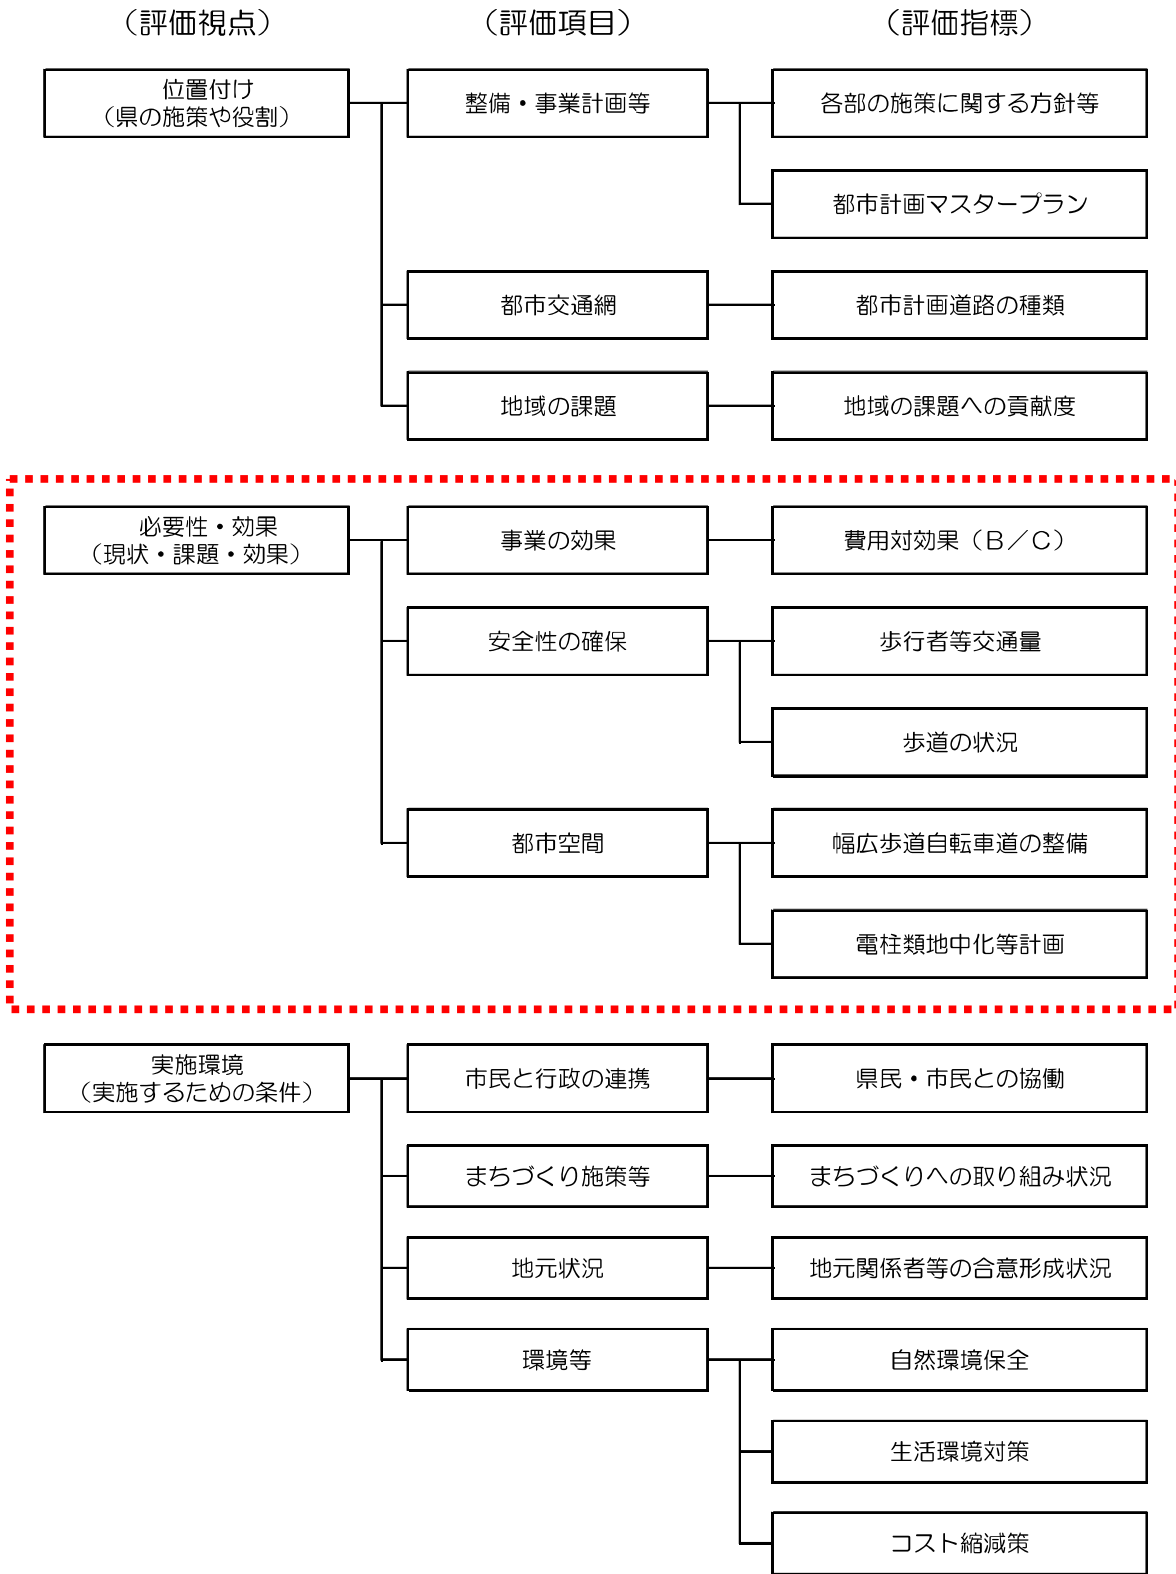 （評価視点）
（評価項目）
（評価指標）
位置付け
（県の施策や役割）
整備・事業計画等
各部の施策に関する方針等
都市計画マスタープラン
都市交通網
都市計画道路の種類
地域の課題
地域の課題への貢献度
必要性・効果
（現状・課題・効果）
事業の効果
費用対効果（Ｂ／Ｃ）
安全性の確保
歩行者等交通量
歩道の状況
都市空間
幅広歩道自転車道の整備
電柱類地中化等計画
実施環境
（実施するための条件）
市民と行政の連携
県民・市民との協働
まちづくり施策等
まちづくりへの取り組み状況
地元状況
地元関係者等の合意形成状況
環境等
自然環境保全
生活環境対策
コスト縮減策